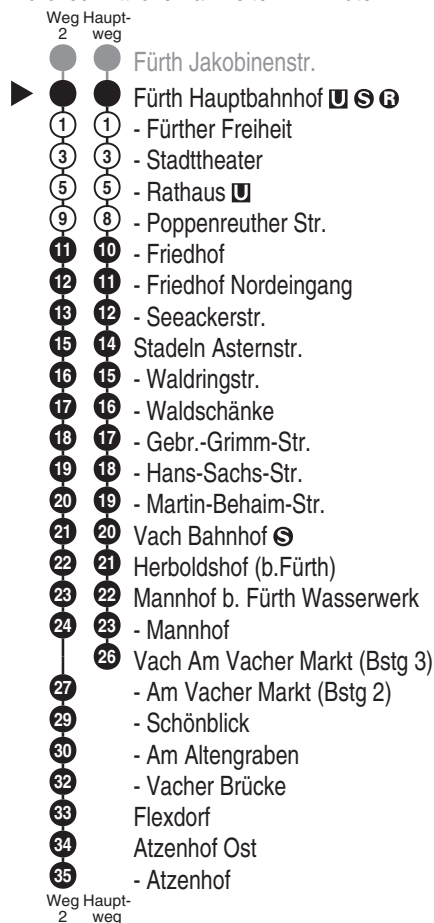 Weg Haupt-
2 weg
Fürth Jakobinenstr.
Fürth Hauptbahnhof U S R
1 1 - Fürther Freiheit
3 3 - Stadttheater
5 5 - Rathaus U
9 8 - Poppenreuther Str.
11 10 - Friedhof
12 11 - Friedhof Nordeingang
13 12 - Seeackerstr.
15 14 Stadeln Asternstr.
16 15 - Waldringstr.
17 16 - Waldschänke
18 17 - Gebr.-Grimm-Str.
19 18 - Hans-Sachs-Str.
20 19 - Martin-Behaim-Str.
21 20 Vach Bahnhof S
22 21 Herboldshof (b.Fürth)
23 22 Mannhof b. Fürth Wasserwerk
24 23 - Mannhof
26 Vach Am Vacher Markt (Bstg 3)
27 - Am Vacher Markt (Bstg 2)
29 - Schönblick
30 - Am Altengraben
32 - Vacher Brücke
33 Flexdorf
34 Atzenhof Ost
35 - Atzenhof
Weg Haupt-
2 weg